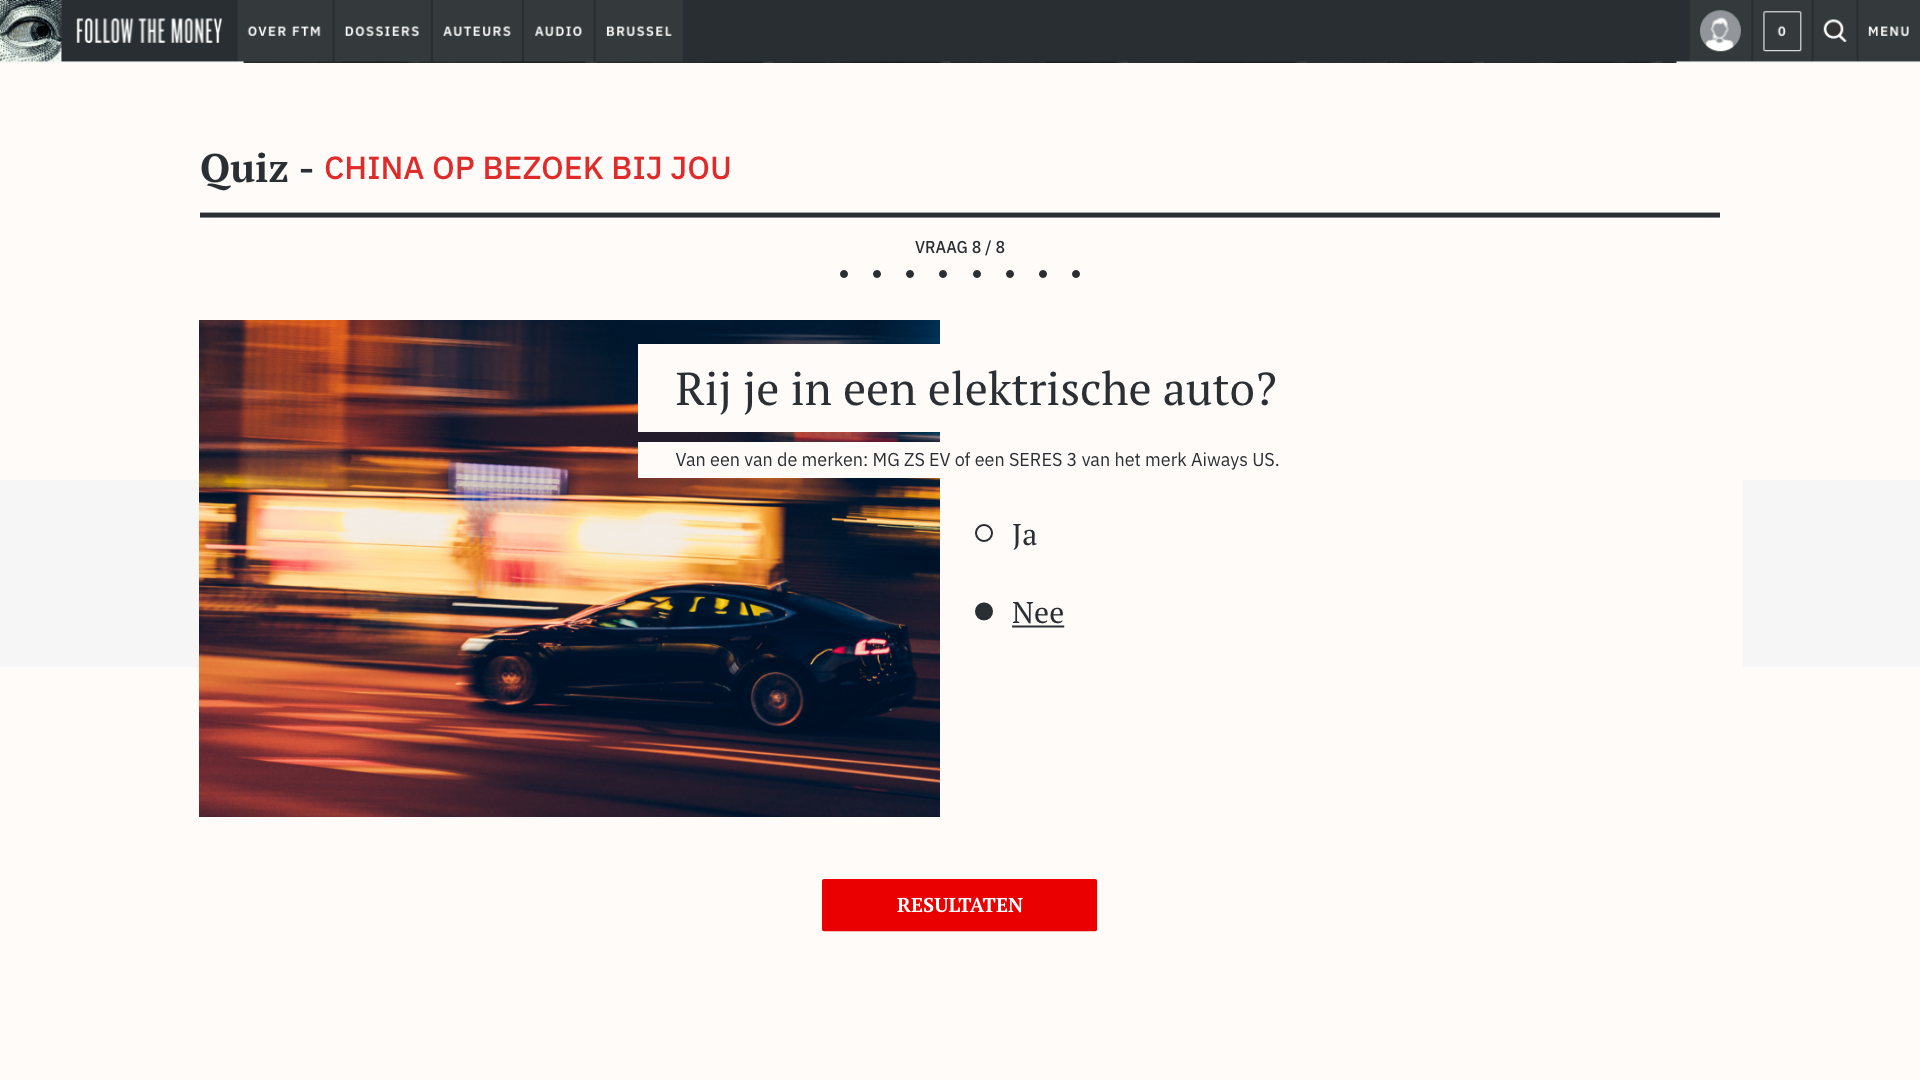 FOLLOW THE MONEY
OVER FTM
DOSSIERS
AUTEURS
AUDIO
BRUSSEL
0
MENU
Quiz - CHINA OP BEZOEK BIJ JOU
VRAAG 8 / 8
Rij je in een elektrische auto?
Van een van de merken: MG ZS EV of een SERES 3 van het merk Aiways US.
Ja
Nee
RESULTATEN